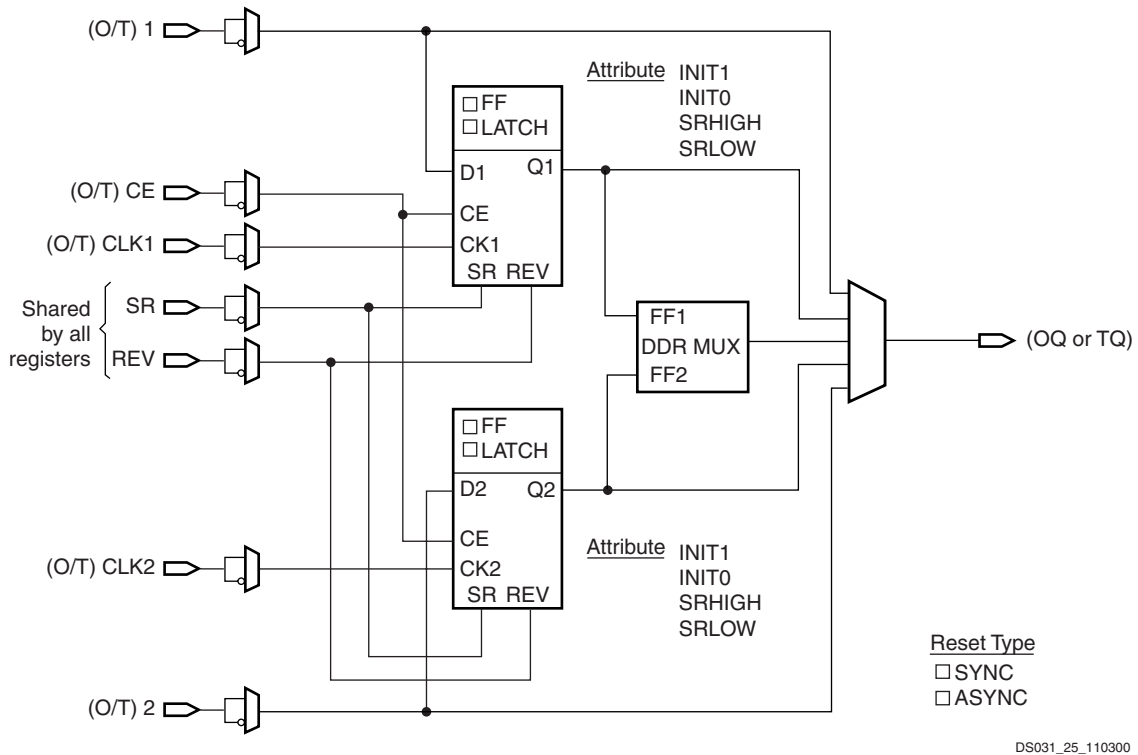 (O/T) 1
Attribute INIT1
INIT0
SRHIGH
SRLOW
FF
LATCH
D1 Q1
(O/T) CE
CE
(O/T) CLK1
CK1
SR REV
Shared
by all
registers
SR
REV
FF1
DDR MUX
FF2
(OQ or TQ)
FF
LATCH
D2 Q2
CE
(O/T) CLK2
CK2
SR REV
Attribute INIT1
INIT0
SRHIGH
SRLOW
(O/T) 2
Reset Type
SYNC
ASYNC
DS031_25_110300